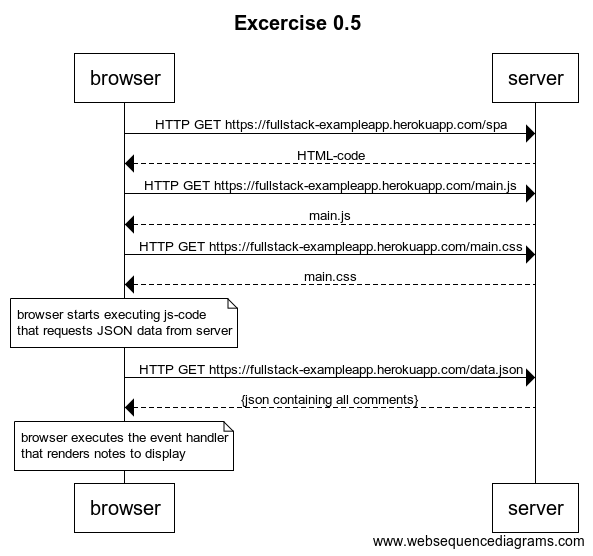 Excercise 0.5
browser
server
HTTP GET https://fullstack-exampleapp.herokuapp.com/spa
HTML-code
HTTP GET https://fullstack-exampleapp.herokuapp.com/main.js
main.js
HTTP GET https://fullstack-exampleapp.herokuapp.com/main.css
main.css
browser starts executing js-code
that requests JSON data from server
HTTP GET https://fullstack-exampleapp.herokuapp.com/data.json
{json containing all comments}
browser executes the event handler
that renders notes to display
browser
server
www.websequencediagrams.com